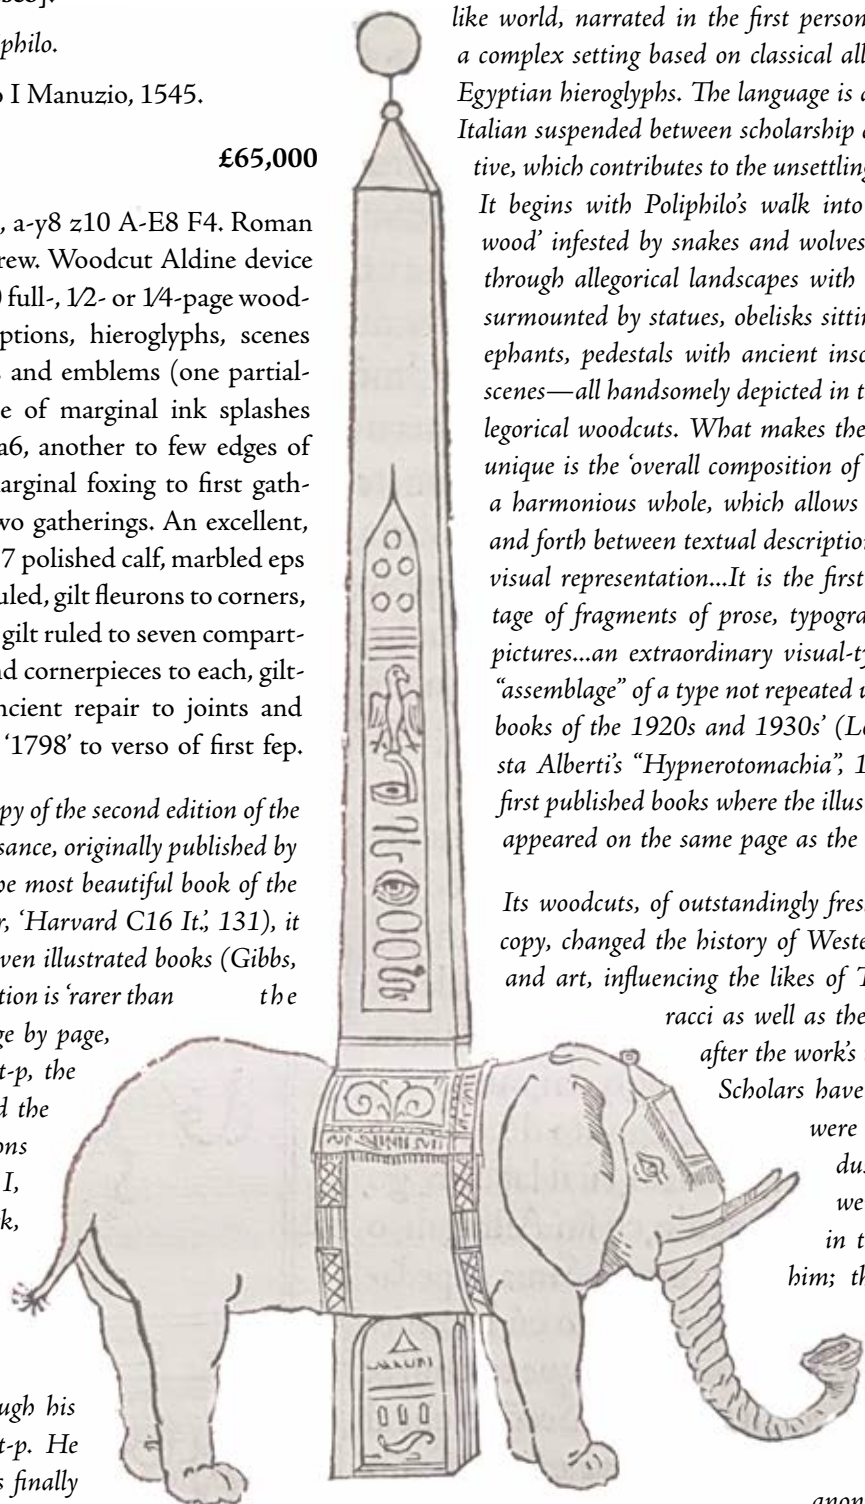 philo.
o I Manuzio, 1545.
£65,000
, a-y8 z10 A-E8 F4. Roman
rew. Woodcut Aldine device
full-, 1/2- or 1/4-page wood-
ptions, hieroglyphs, scenes
and emblems (one partial-
e of marginal ink splashes
a6, another to few edges of
arginal foxing to first gath-
wo gatherings. An excellent,
7 polished calf, marbled eps
uled, gilt fleurons to corners,
gilt ruled to seven compart-
nd cornerpieces to each, gilt-
ncient repair to joints and
‘1798’ to verso of first fep.
py of the second edition of the
sance, originally published by
he most beautiful book of the
r, ‘Harvard C16 It.’, 131), it
ven illustrated books (Gibbs,
tion is ‘rarer than the
ge by page,
t-p, the
d the
ons
I,
k,
ugh his
t-p. He
s finally
like world, narrated in the first person
a complex setting based on classical all
Egyptian hieroglyphs. The language is a
Italian suspended between scholarship
tive, which contributes to the unsettling
It begins with Poliphilo’s walk into
wood’ infested by snakes and wolves
through allegorical landscapes with
surmounted by statues, obelisks sittin
ephants, pedestals with ancient insc
scenes—all handsomely depicted in t
legorical woodcuts. What makes the
unique is the ‘overall composition of
a harmonious whole, which allows
and forth between textual description
visual representation...It is the first
tage of fragments of prose, typogra
pictures...an extraordinary visual-ty
“assemblage” of a type not repeated u
books of the 1920s and 1930s’ (Le
sta Alberti’s “Hypnerotomachia”, 1
first published books where the illus
appeared on the same page as the
Its woodcuts, of outstandingly fres
copy, changed the history of Weste
and art, influencing the likes of T
racci as well as the
after the work’s
Scholars have
were
du
we
in t
him; th
anon